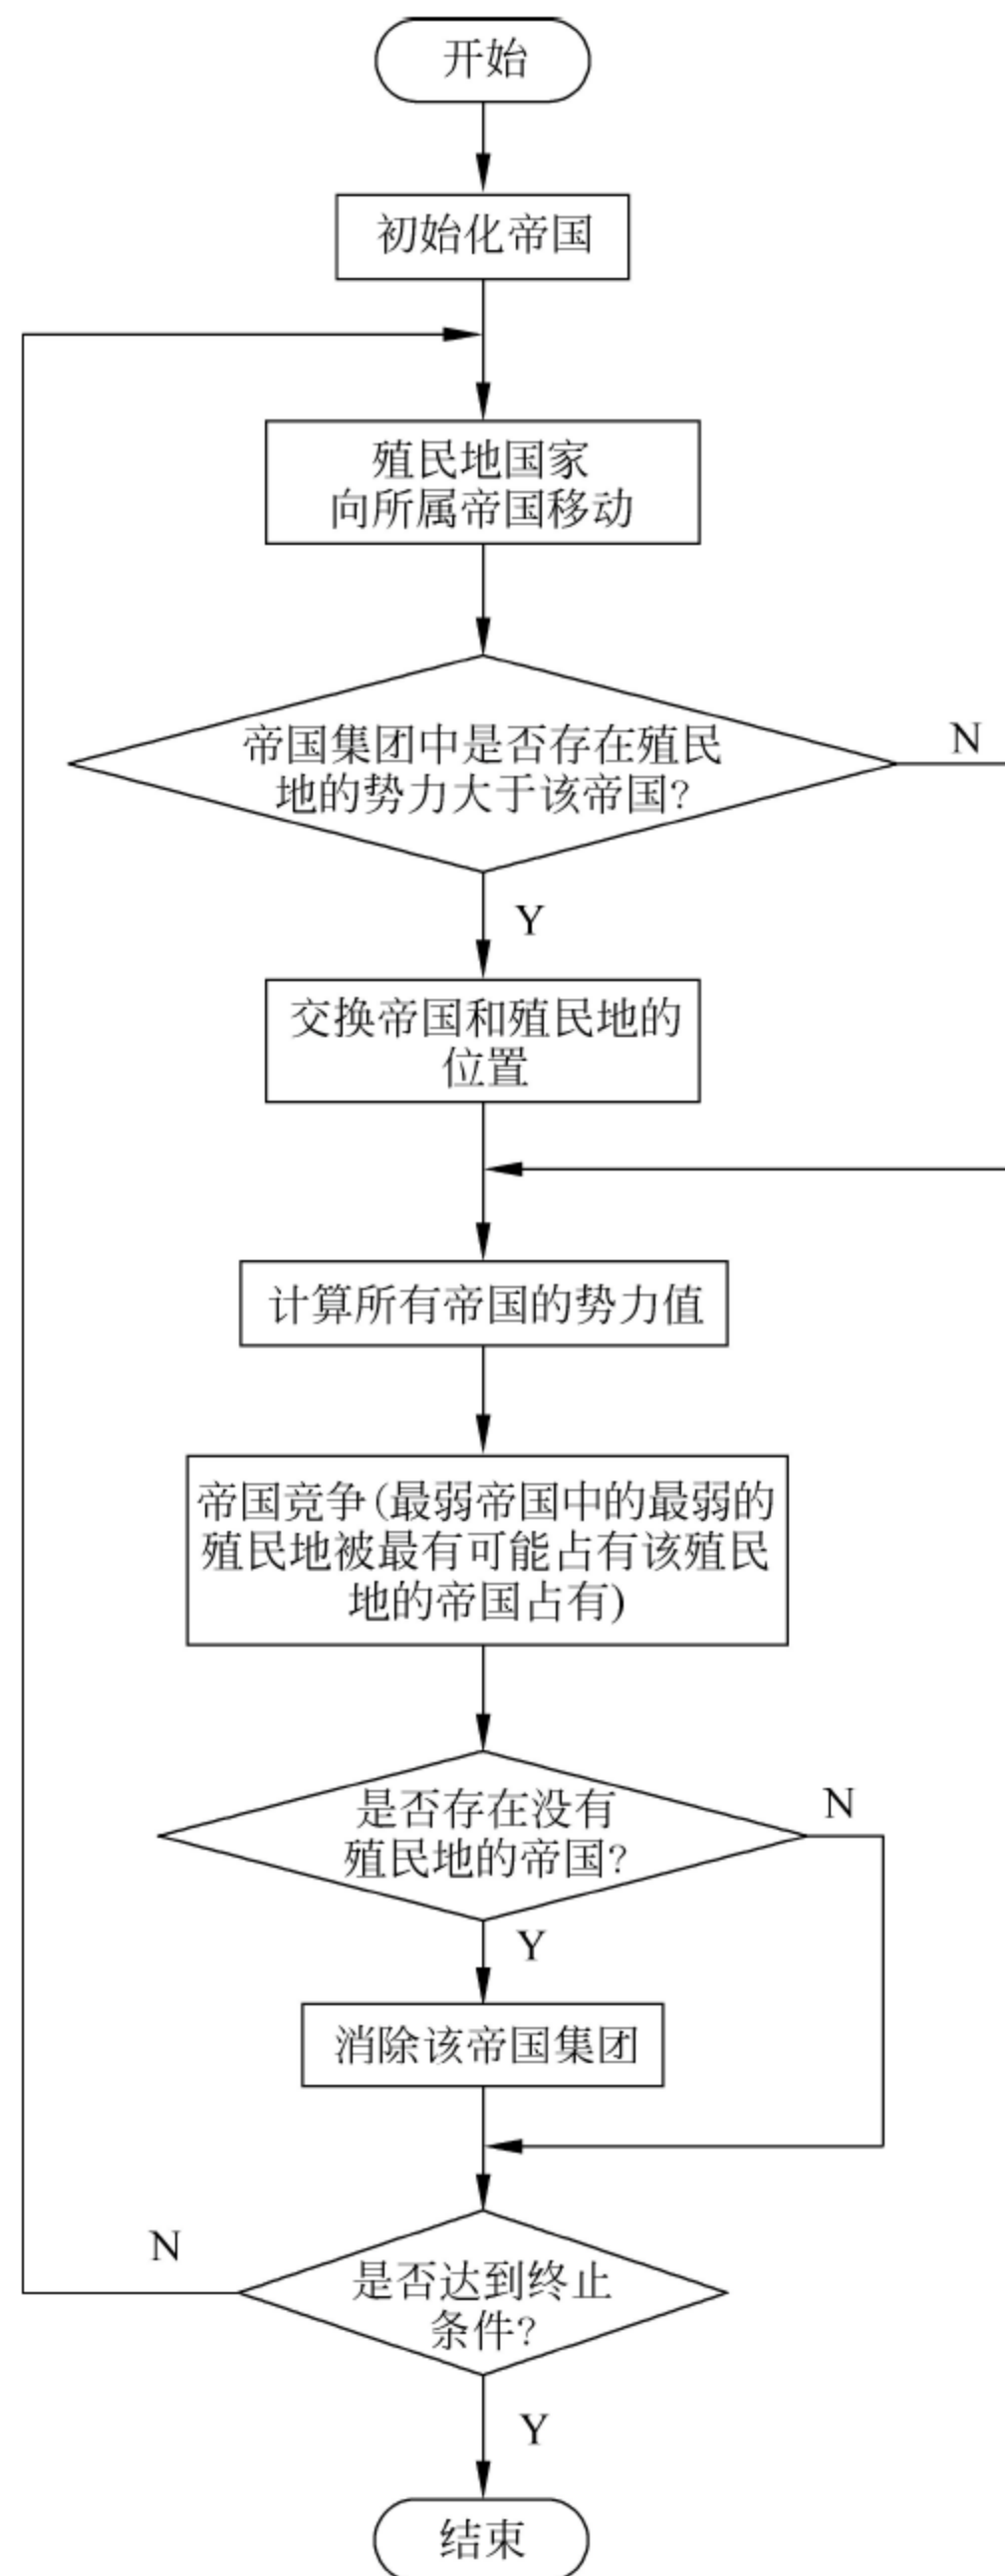 开始
初始化帝国
殖民地国家
向所属帝国移动
帝国集团中是否存在殖民
地的势力大于该帝国?
N
Y
交换帝国和殖民地的
位置
计算所有帝国的势力值
帝国竞争(最弱帝国中的最弱的
殖民地被最有可能占有该殖民
地的帝国占有)
是否存在没有
殖民地的帝国?
N
Y
消除该帝国集团
N
是否达到终止
条件?
Y
结束